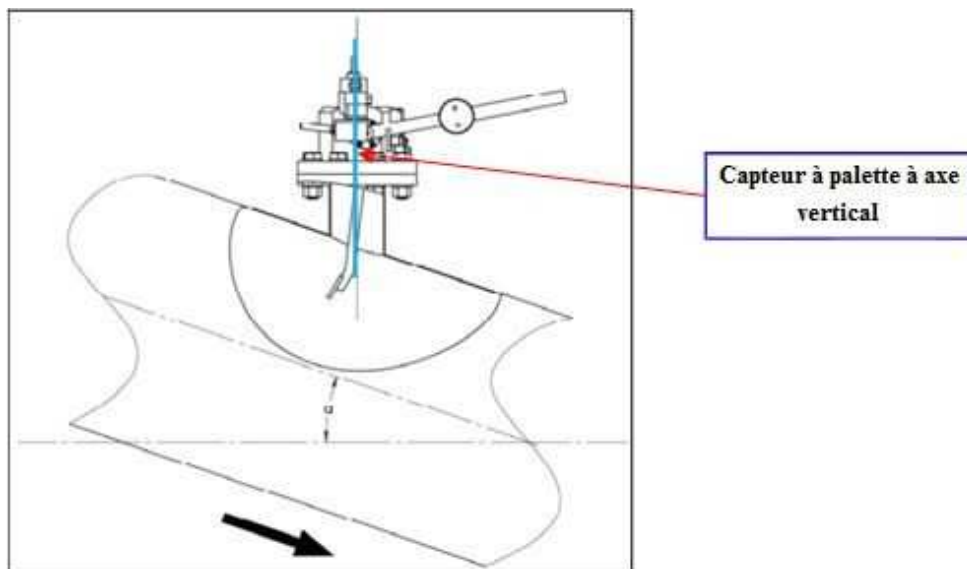 Capteur à palette à axe
vertical
α